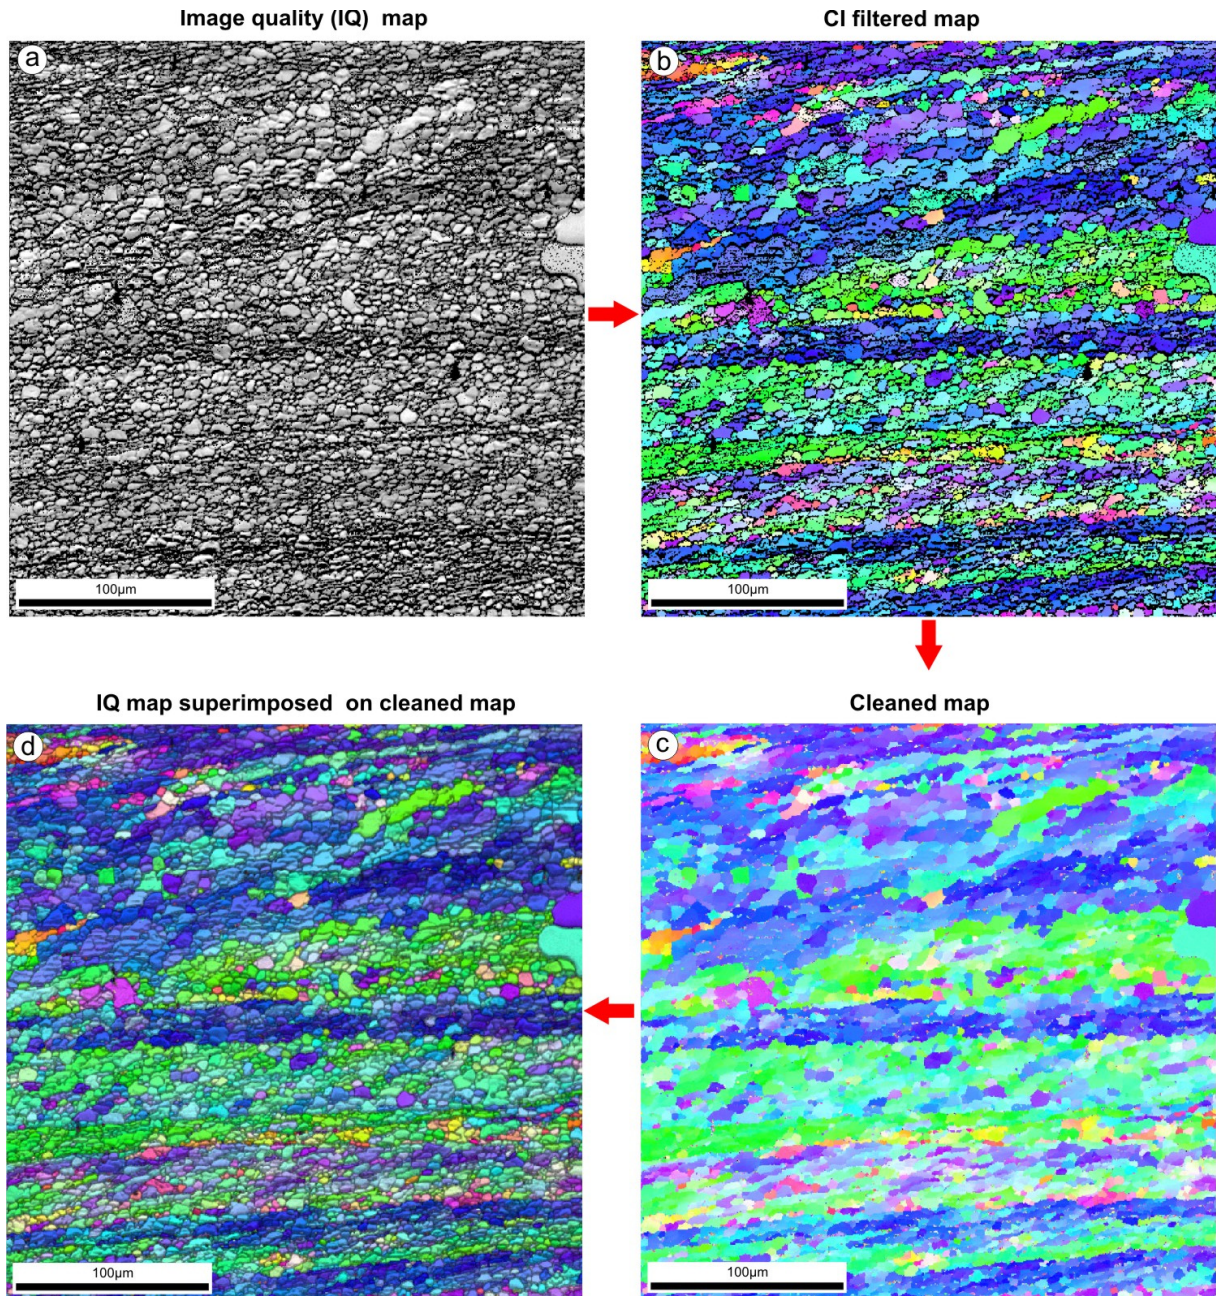 Image quality (IQ) map
CI filtered map
a
b
100µm
100µm
IQ map superimposed on cleaned map
Cleaned map
d
c
100µm
100µm